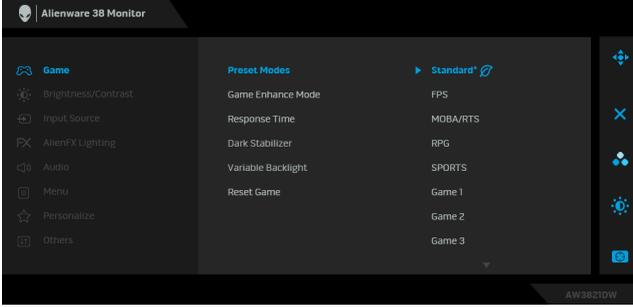 Alienware 38 Monitor
Game
Preset Modes
Standard*
Brightness/Contrast
Game Enhance Mode
FPS
Input Source
Response Time
MOBA/RTS
FX
AlienFX Lighting
Dark Stabilizer
RPG
Audio
Variable Backlight
SPORTS
Menu
Reset Game
Game 1
Personalize
Game 2
Others
Game 3
AW3821DW